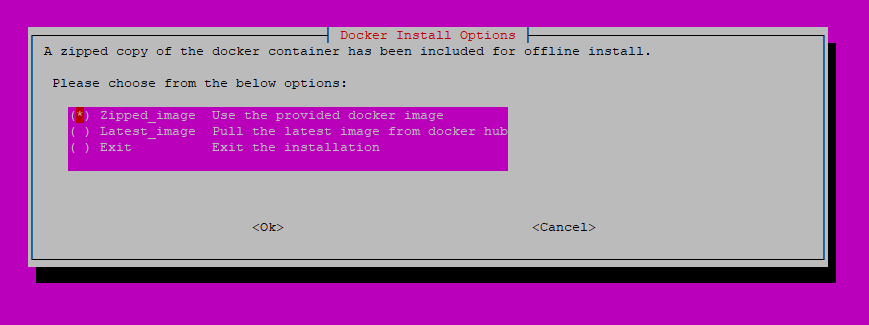 Docker Install Options
A zipped copy of the docker container has been included for offline install.
Please choose from the below options:
(*) Zipped_image  Use the provided docker image
( ) Latest_image  Pull the latest image from docker hub
( ) Exit          Exit the installation
<Ok>                               <Cancel>